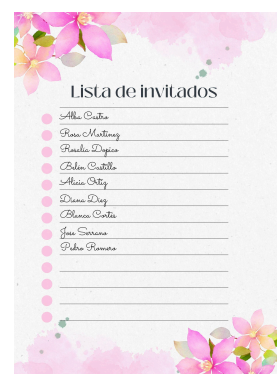 Lista de invitados
Alba Castro
Rosa Martinez
Rosalia Dopico
Belén Castillo
Alicia Ortiz
Diana Diez
Blanca Cortés
Jose Serrano
Pedro Romero